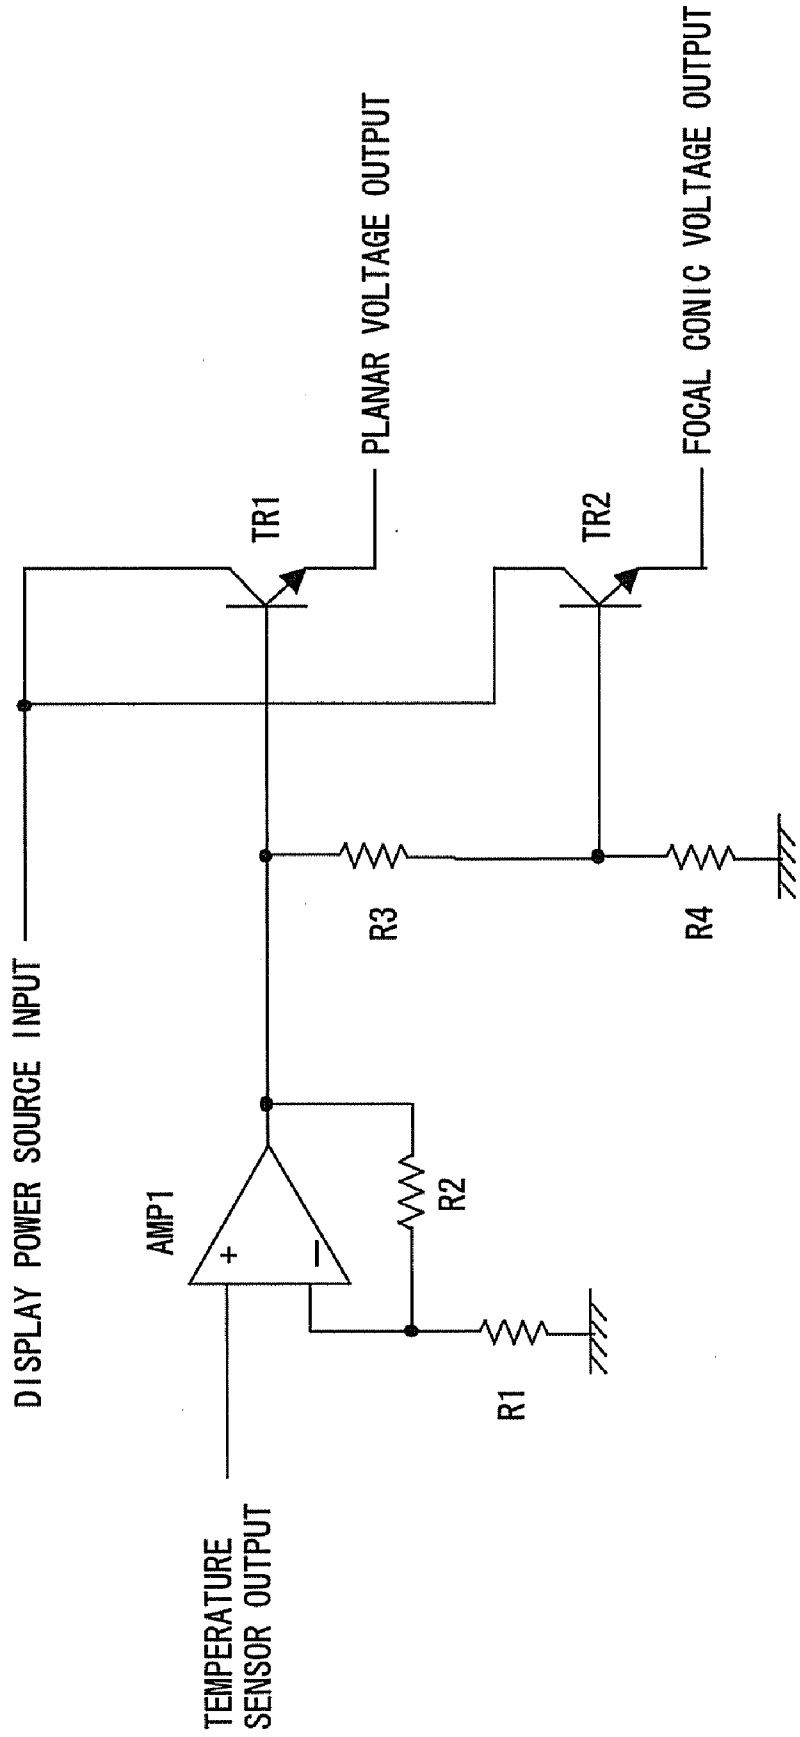 DISPLAY POWER SOURCE INPUT
TEMPERATURE
SENSOR OUTPUT
AMP1
+
−
R1
R2
R3
R4
TR1
TR2
PLANAR VOLTAGE OUTPUT
FOCAL CONIC VOLTAGE OUTPUT